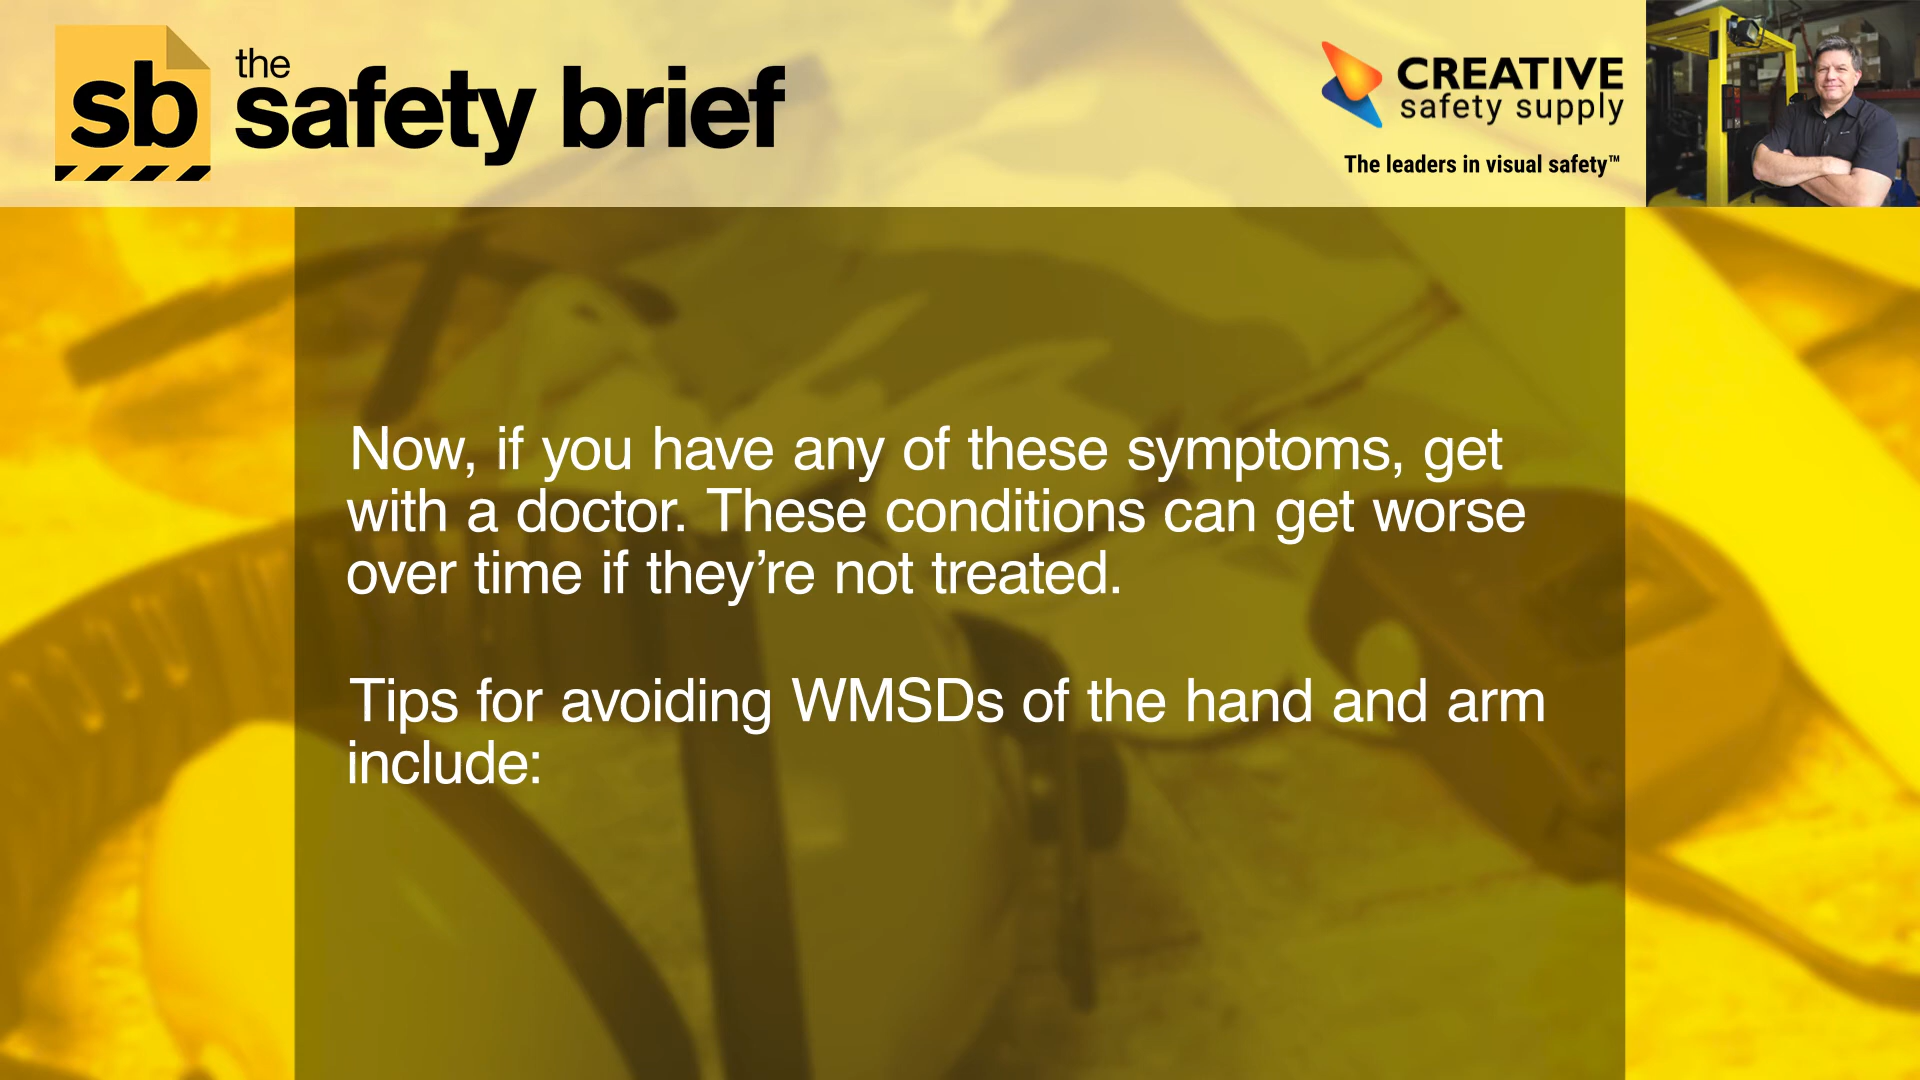 sb
the
safety brief
CREATIVE
safety supply
The leaders in visual safety™
Now, if you have any of these symptoms, get
with a doctor. These conditions can get worse
over time if they’re not treated.
Tips for avoiding WMSDs of the hand and arm
include: